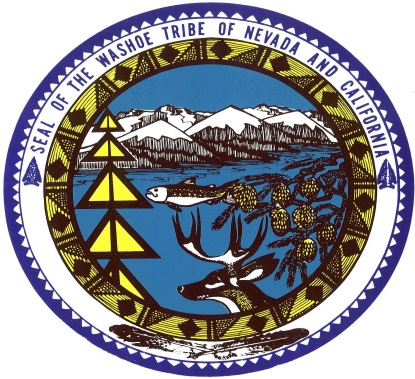 SEAL OF THE WASHOE TRIBE OF NEVADA AND CALIFORNIA